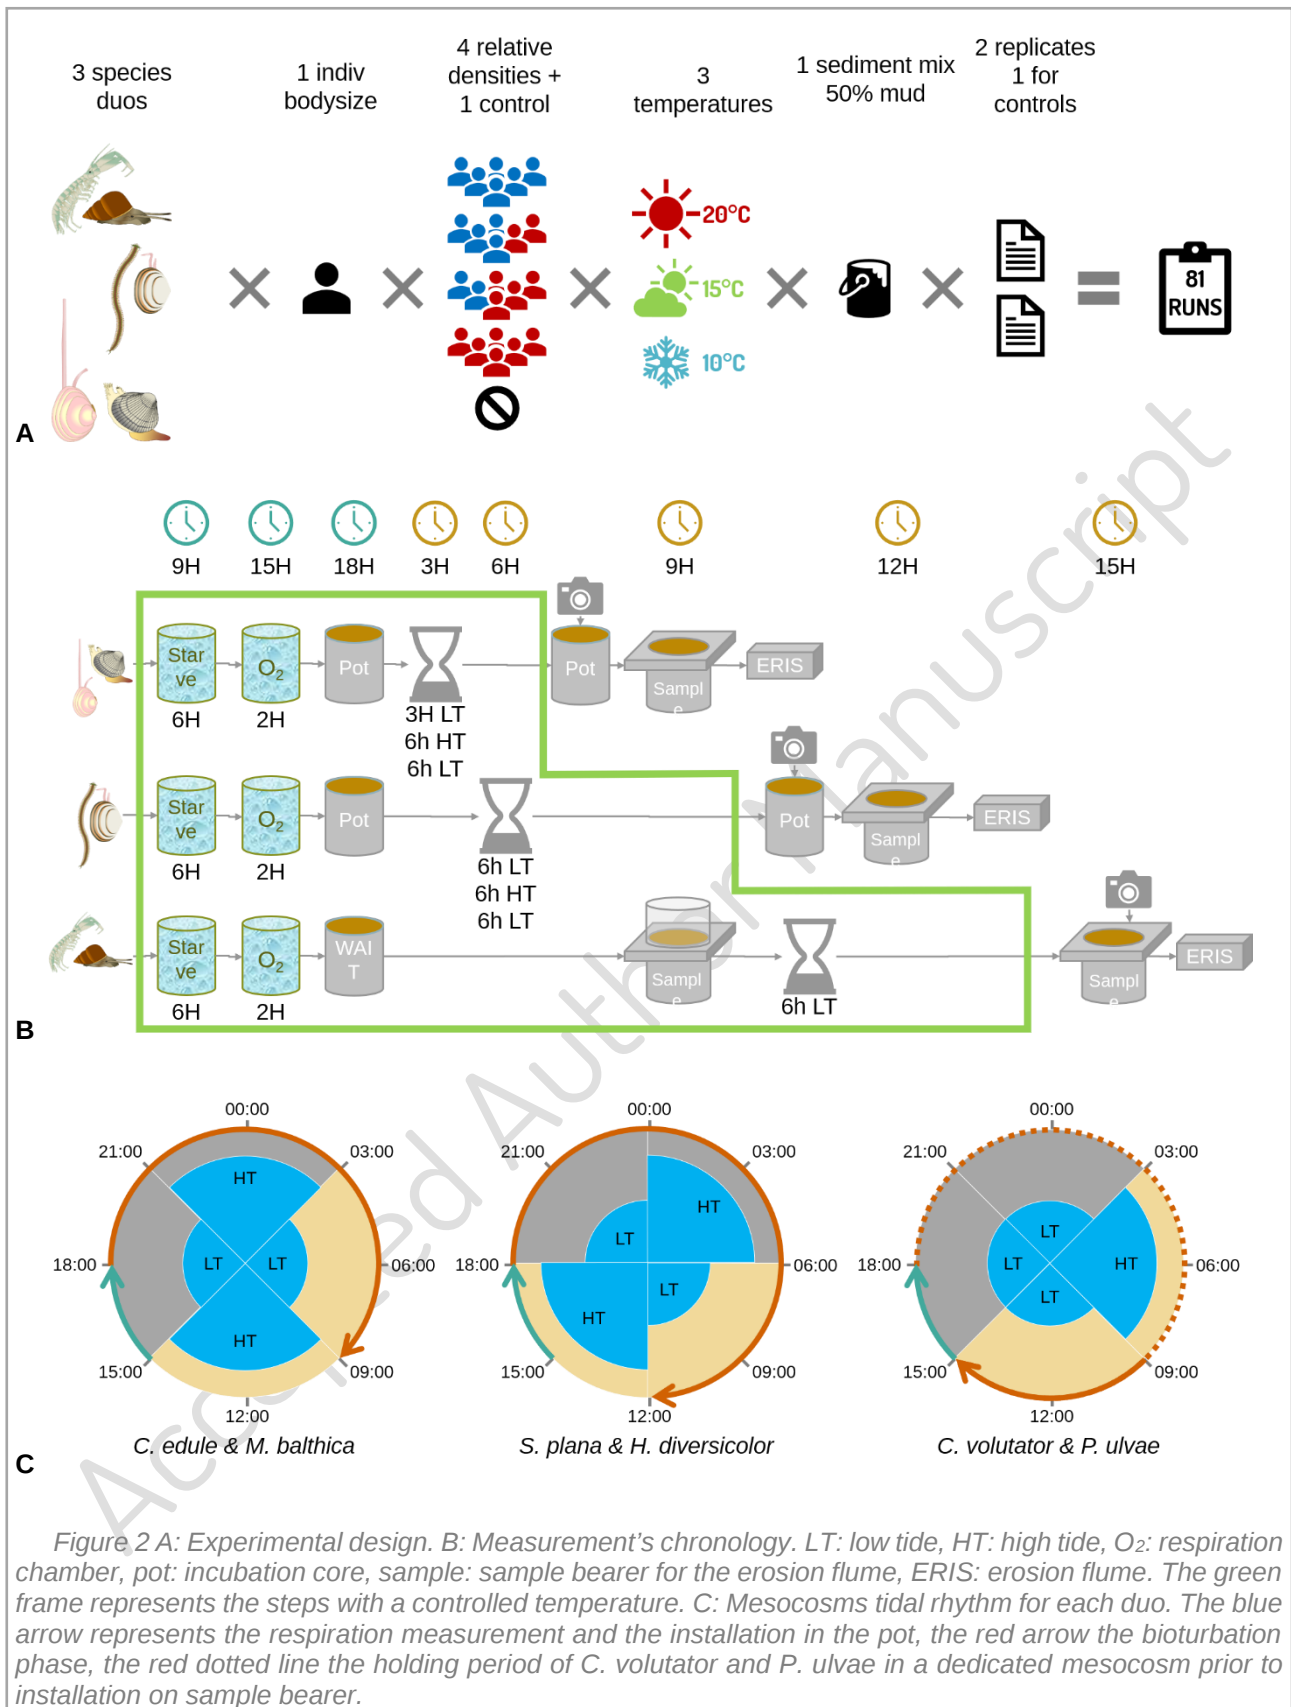 3 species
duos
1 indiv
bodysize
4 relative
densities +
1 control
3
temperatures
1 sediment mix
50% mud
2 replicates
1 for
controls
20°C
15°C
10°C
81
RUNS
A
9H
15H
18H
3H
6H
9H
12H
15H
Star
ve
O₂
Pot
6H
2H
3H LT
6h HT
6h LT
Pot
Sampl
e
ERIS
Star
ve
O₂
Pot
6H
2H
6h LT
6h HT
6h LT
Pot
Sampl
e
ERIS
Star
ve
O₂
WAI
T
6H
2H
Sampl
e
6h LT
Sampl
e
ERIS
B
00:00
03:00
06:00
09:00
12:00
15:00
18:00
21:00
HT
LT
LT
HT
C. edule & M. balthica
00:00
03:00
06:00
09:00
12:00
15:00
18:00
21:00
HT
LT
LT
HT
S. plana & H. diversicolor
00:00
03:00
06:00
09:00
12:00
15:00
18:00
21:00
LT
LT
HT
LT
C. volutator & P. ulvae
C
Accepted Author Manuscript
Figure 2 A: Experimental design. B: Measurement's chronology. LT: low tide, HT: high tide, O₂: respiration
chamber, pot: incubation core, sample: sample bearer for the erosion flume, ERIS: erosion flume. The green
frame represents the steps with a controlled temperature. C: Mesocosms tidal rhythm for each duo. The blue
arrow represents the respiration measurement and the installation in the pot, the red arrow the bioturbation
phase, the red dotted line the holding period of C. volutator and P. ulvae in a dedicated mesocosm prior to
installation on sample bearer.